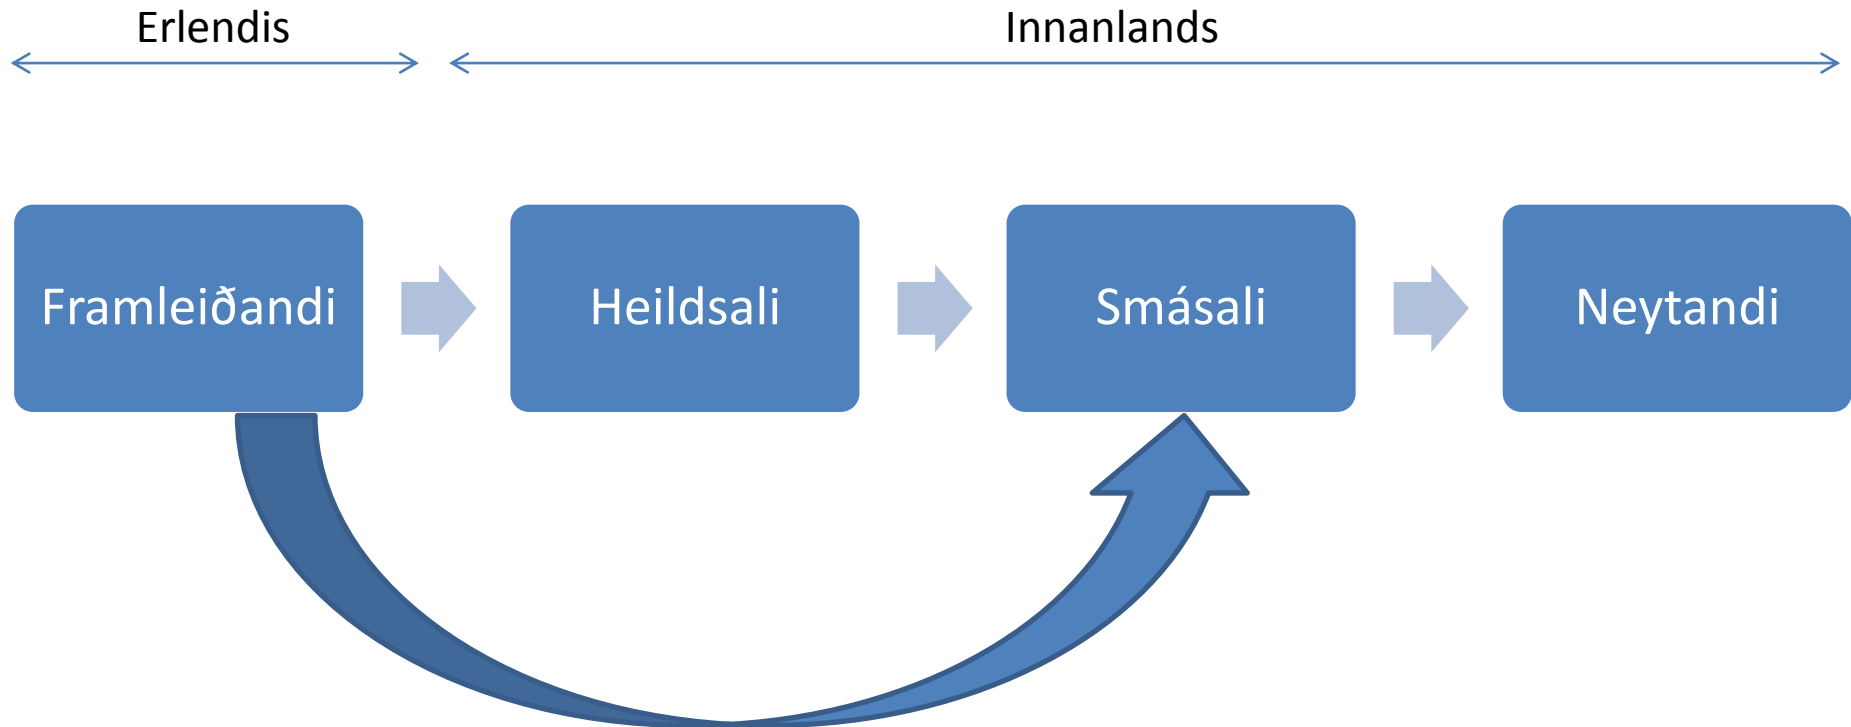 Erlendis
Innanlands
Framleiðandi
Heildsali
Smásali
Neytandi